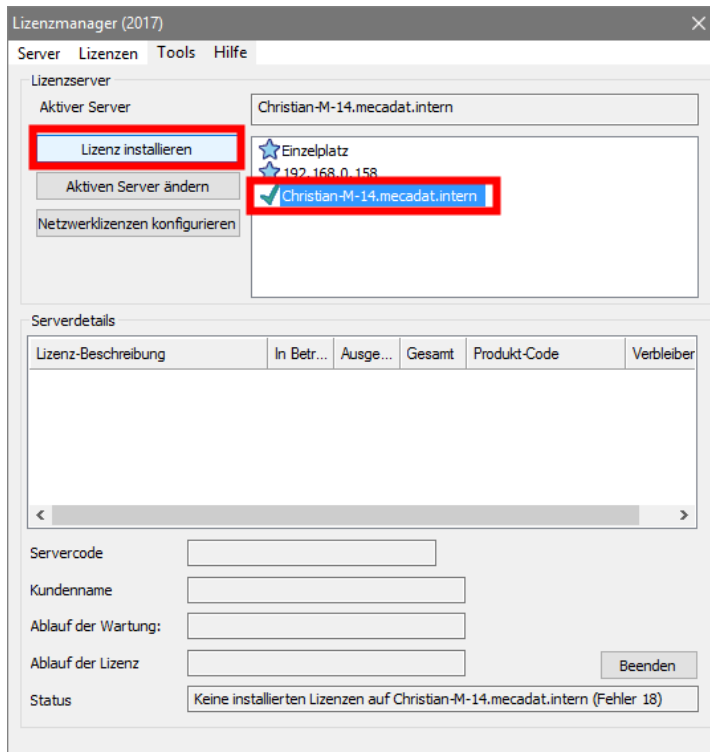 Lizenzmanager (2017)
Server Lizenzen Tools Hilfe
Lizenzserver
Aktiver Server Christian-M-14.mecadat.intern
Lizenz installieren
Aktiven Server ändern
Netzwerklizenzen konfigurieren
Einzelplatz
192.168.0.158
Christian-M-14.mecadat.intern
Serverdetails
Lizenz-Beschreibung In Betr... Ausge... Gesamt Produkt-Code Verbleiber
Servercode
Kundenname
Ablauf der Wartung:
Ablauf der Lizenz
Beenden
Status Keine installierten Lizenzen auf Christian-M-14.mecadat.intern (Fehler 18)